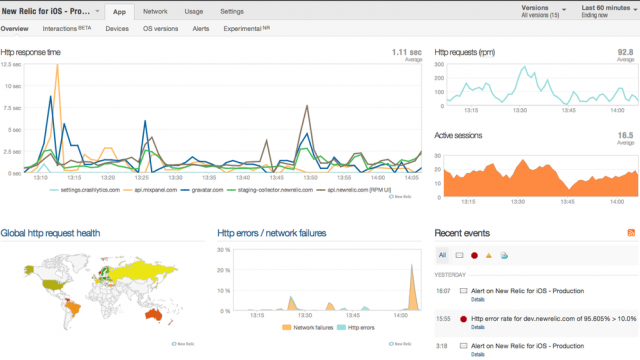 New Relic for iOS - Pro...
App
Network
Usage
Settings
Versions
All versions (15)
Last 60 minutes
Ending now
Overview
Interactions BETA
Devices
OS versions
Alerts
Experimental NR
Http response time
1.11 sec
Average
12.5 sec
10 sec
7.5 sec
5 sec
2.5 sec
0 sec
13:10 13:15 13:20 13:25 13:30 13:35 13:40 13:45 13:50 13:55 14:00 14:05
settings.crashlytics.com api.mixpanel.com gravatar.com staging-collector.newrelic.com api.newrelic.com [RPM UI]
New Relic
Http requests (rpm)
92.8
Average
300
200
100
0
13:15 13:30 13:45 14:00
Active sessions
16.5
Average
30
20
10
0
13:15 13:30 13:45 14:00
Global http request health
New Relic
Http errors / network failures
30 %
20 %
10 %
0 %
13:15 13:30 13:45 14:00
Network failures Http errors
New Relic
Recent events
All
YESTERDAY
16:07 Alert on New Relic for iOS - Production
Details
15:55 Http error rate for dev.newrelic.com of 95.605% > 10.0%
Details
3:18 Alert on New Relic for iOS - Production
Details